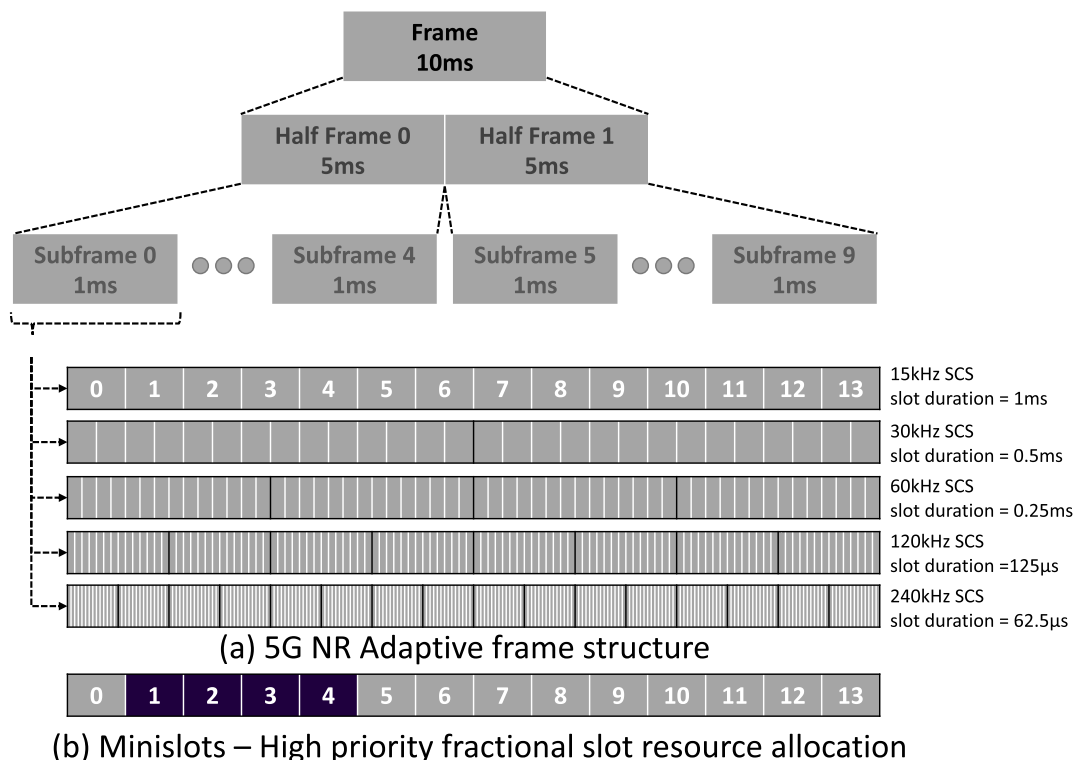 Frame
10ms
Half Frame 0
5ms
Half Frame 1
5ms
Subframe 0
1ms
Subframe 4
1ms
Subframe 5
1ms
Subframe 9
1ms
0 1 2 3 4 5 6 7 8 9 10 11 12 13
15kHz SCS
slot duration = 1ms
30kHz SCS
slot duration = 0.5ms
60kHz SCS
slot duration = 0.25ms
120kHz SCS
slot duration =125µs
240kHz SCS
slot duration = 62.5µs
(a) 5G NR Adaptive frame structure
0 1 2 3 4 5 6 7 8 9 10 11 12 13
(b) Minislots – High priority fractional slot resource allocation